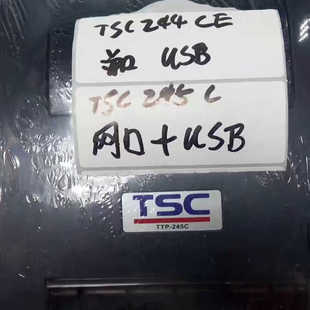 TSC 244 CE
USB
TSC 245 C
网口+USB
TSC
TTP-245C